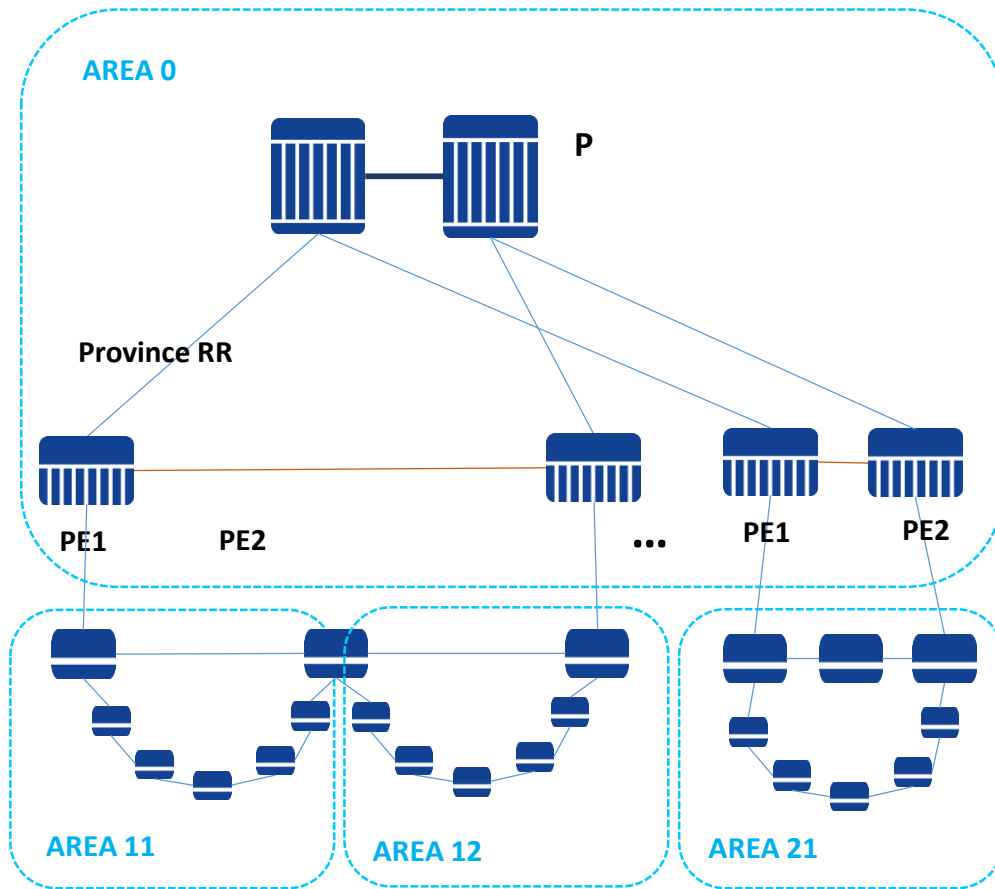 AREA 0
P
Province RR
PE1
PE2
...
PE1
PE2
AREA 11
AREA 12
AREA 21